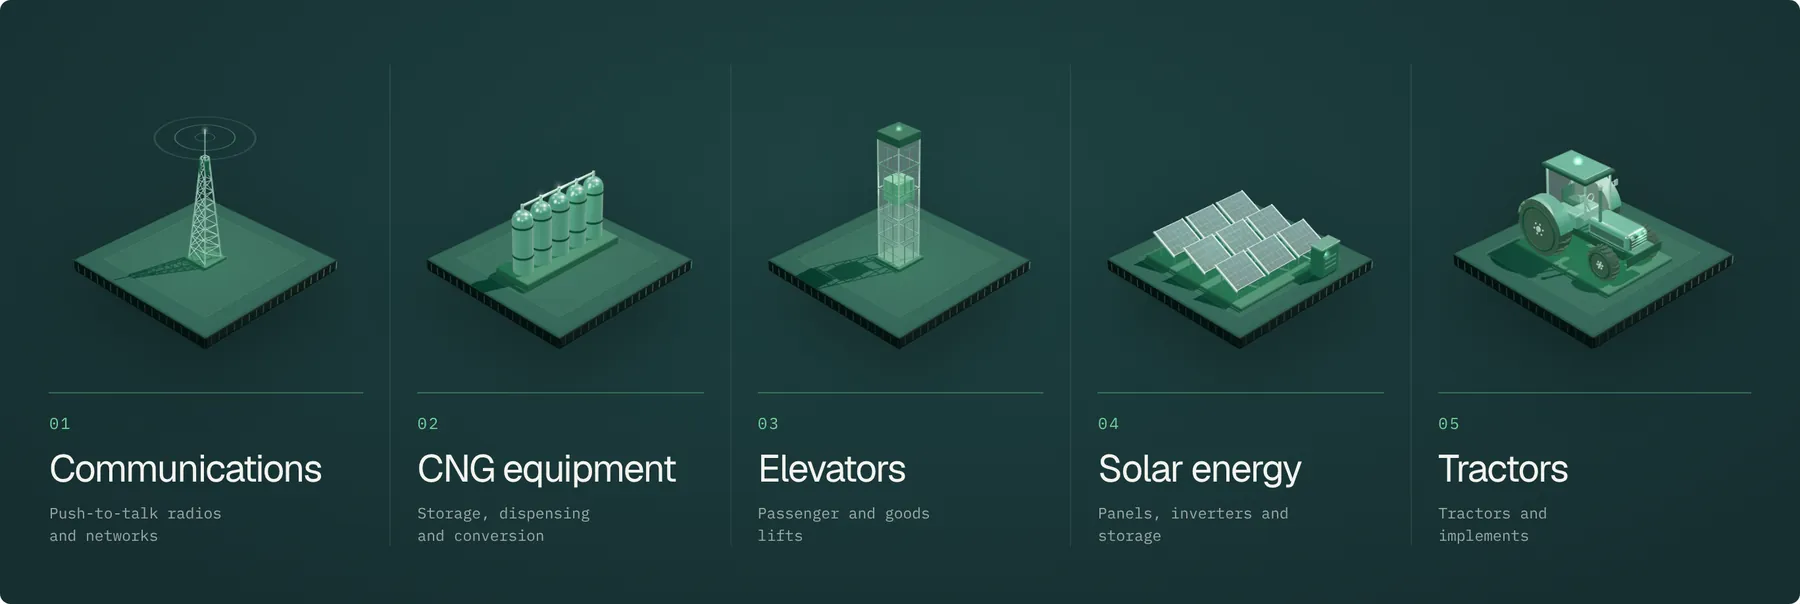 01
Communications
Push-to-talk radios
and networks
02
CNG equipment
Storage, dispensing
and conversion
03
Elevators
Passenger and goods
lifts
04
Solar energy
Panels, inverters and
storage
05
Tractors
Tractors and
implements